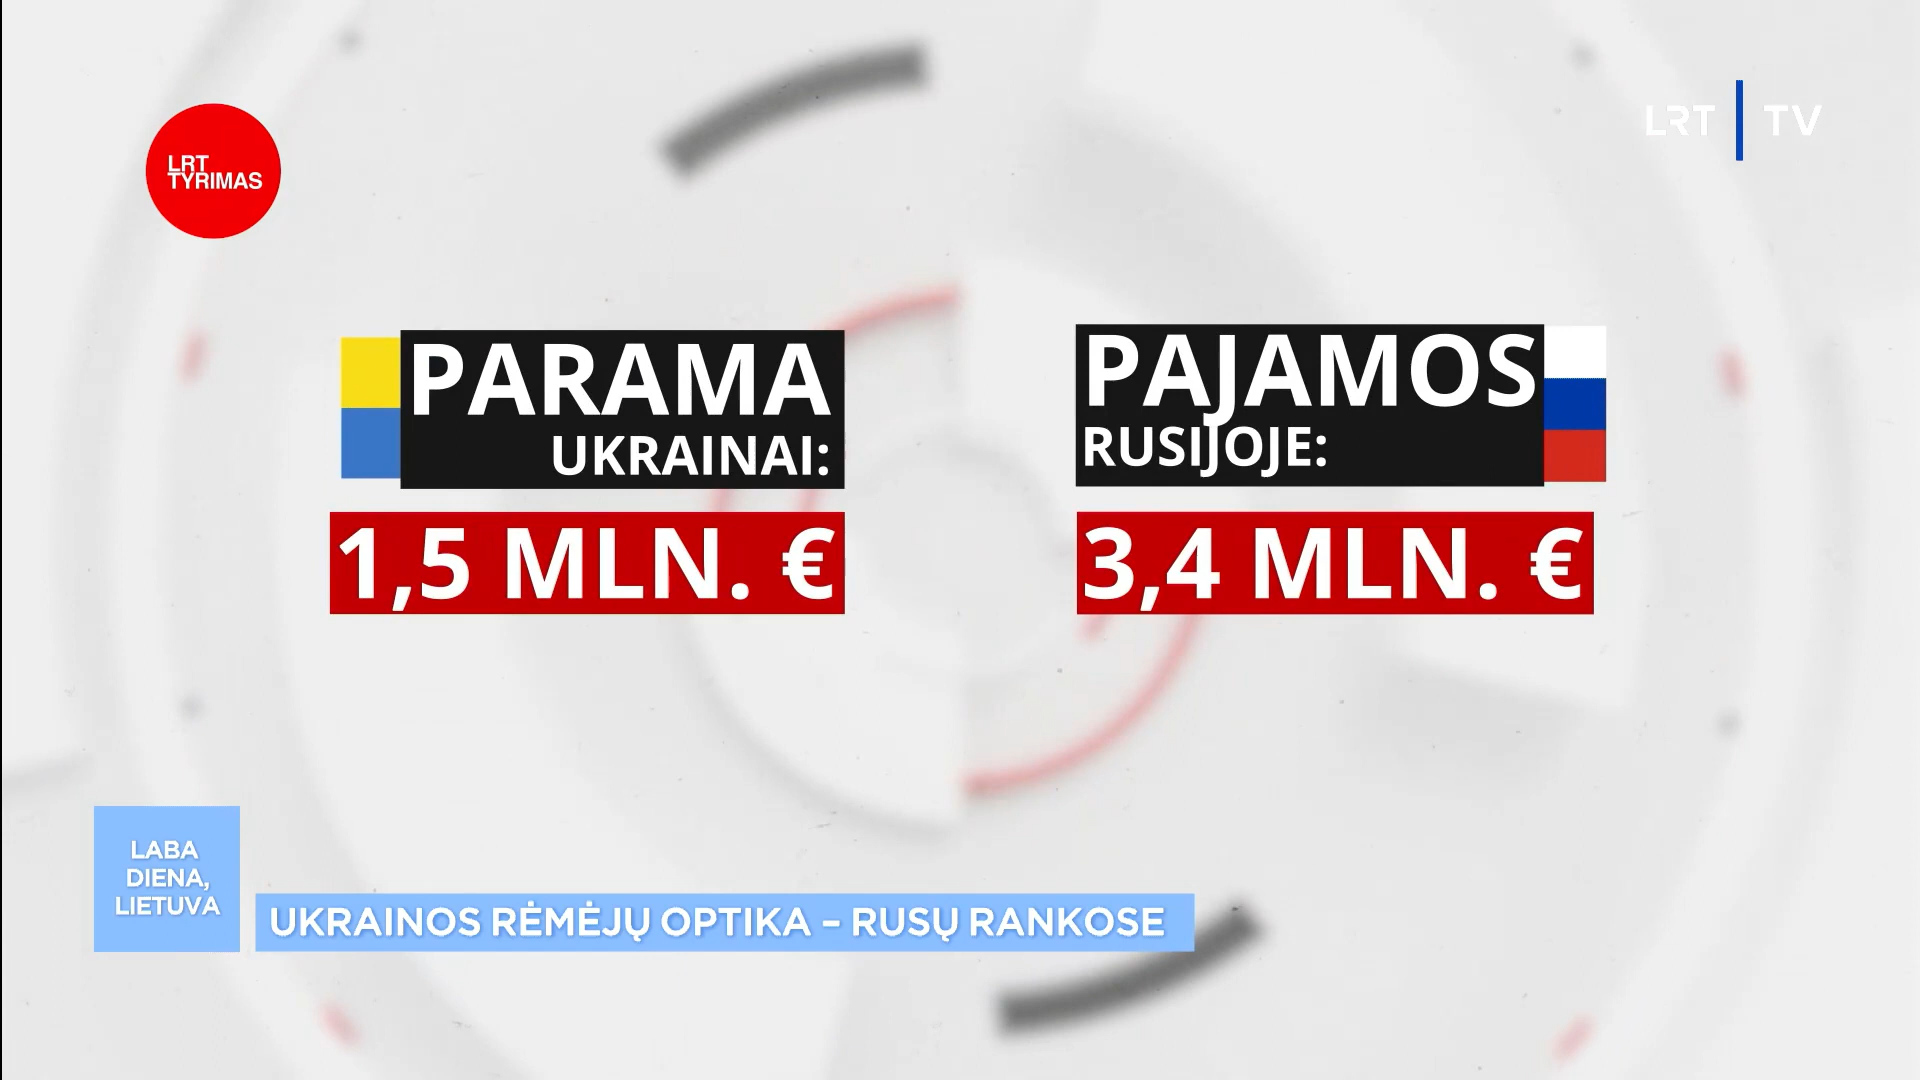 LRT
TYRIMAS
LRT | TV
PARAMA
UKRAINAI:
1,5 MLN. €
PAJAMOS
RUSIJOJE:
3,4 MLN. €
LABA
DIENA,
LIETUVA
UKRAINOS RĖMĖJŲ OPTIKA – RUSŲ RANKOSE